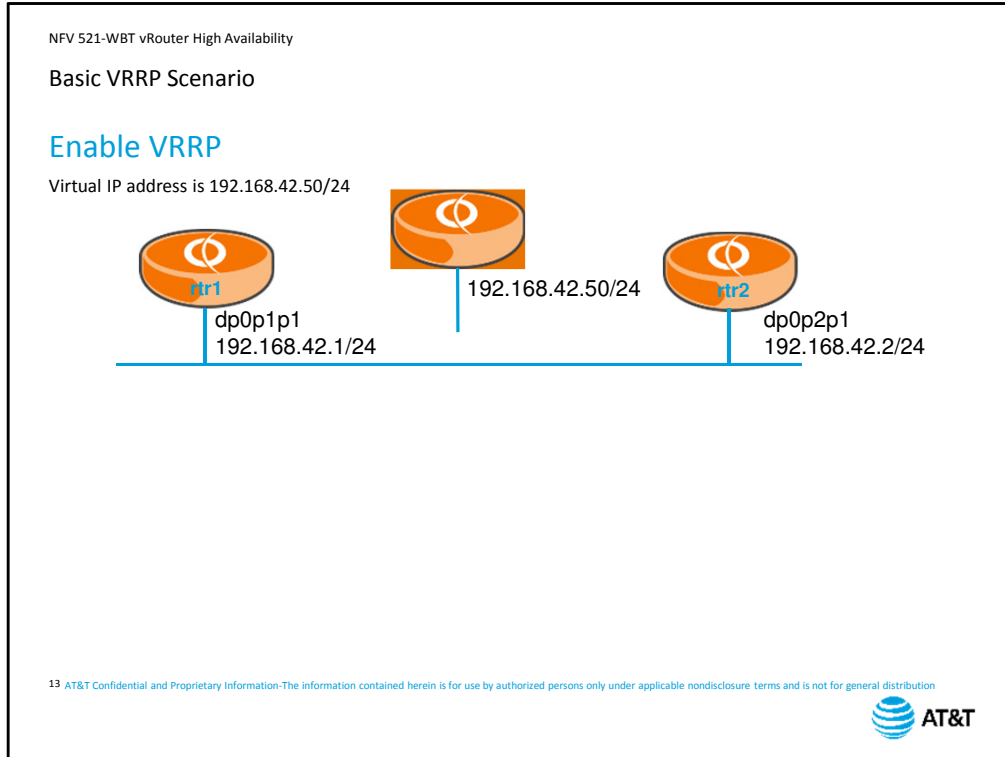 NFV 521-WBT vRouter High Availability
Basic VRRP Scenario
Enable VRRP
Virtual IP address is 192.168.42.50/24
rtr1
192.168.42.50/24
rtr2
dp0p1p1
192.168.42.1/24
dp0p2p1
192.168.42.2/24
13 AT&T Confidential and Proprietary Information-The information contained herein is for use by authorized persons only under applicable nondisclosure terms and is not for general distribution
AT&T